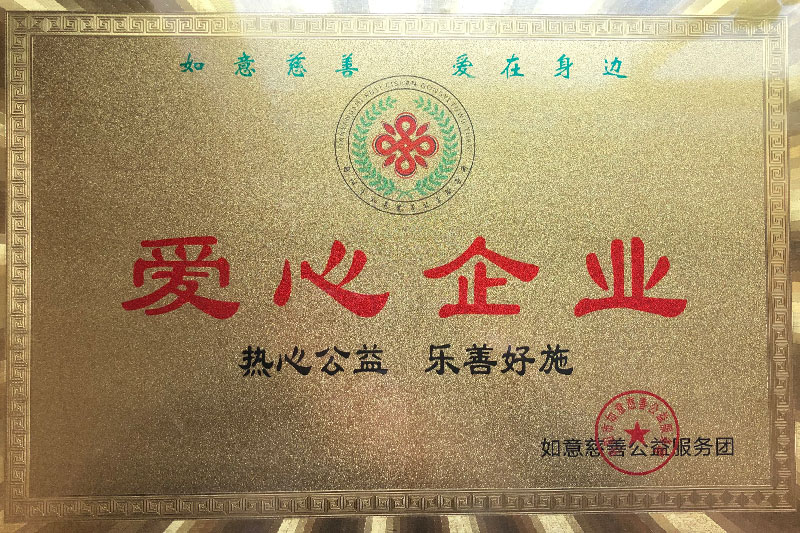 如意慈善 爱在身边
爱心企业
热心公益 乐善好施
如意慈善公益服务团